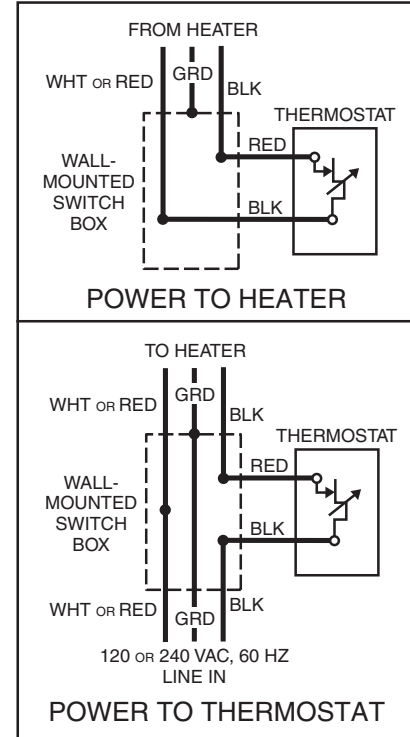 FROM HEATER
WHT OR RED
GRD
BLK
THERMOSTAT
RED
WALL-
MOUNTED
SWITCH
BOX
BLK
POWER TO HEATER
TO HEATER
WHT OR RED
GRD
BLK
THERMOSTAT
RED
WALL-
MOUNTED
SWITCH
BOX
BLK
WHT OR RED
GRD
BLK
120 OR 240 VAC, 60 HZ
LINE IN
POWER TO THERMOSTAT